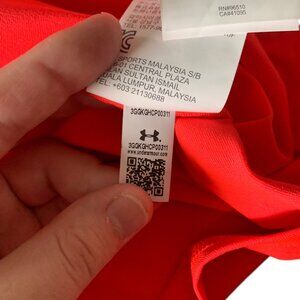 RN#96510
CA#41095
SPORTS MALAYSIA S/B
CENTRAL PLAZA
SULTAN ISMAIL
KUALA LUMPUR, MALAYSIA
TEL. +603 21130688
3GGKGHCP00311
3GGKGHCP00311
www.underarmour.com